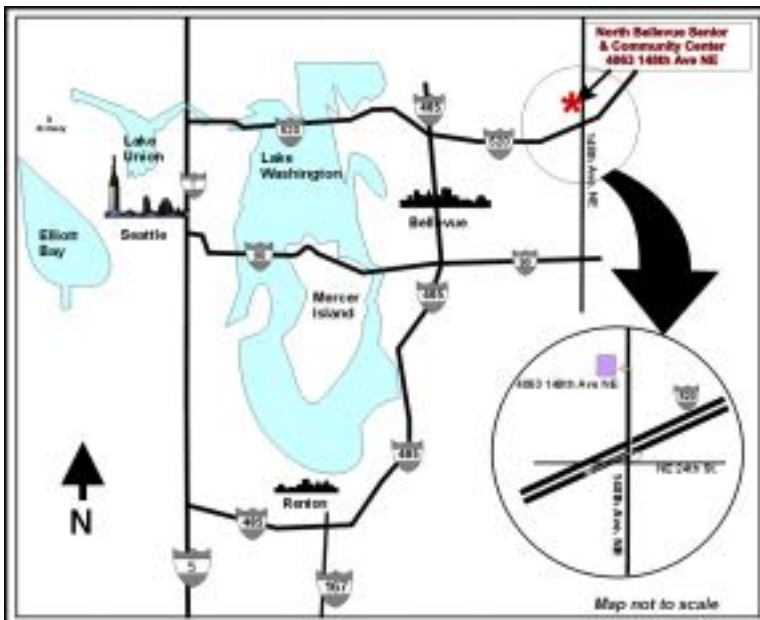 North Bellevue Senior
& Community Center
4063 148th Ave NE
405
520
520
Lake
Union
Lake
Washington
148th Ave, NE
5
Elliott
Bay
Seattle
Bellevue
90
90
405
Mercer
Island
4063 148th Ave NE
520
NE 24th St.
148th Ave, NE
405
Renton
405
N
5
167
Map not to scale